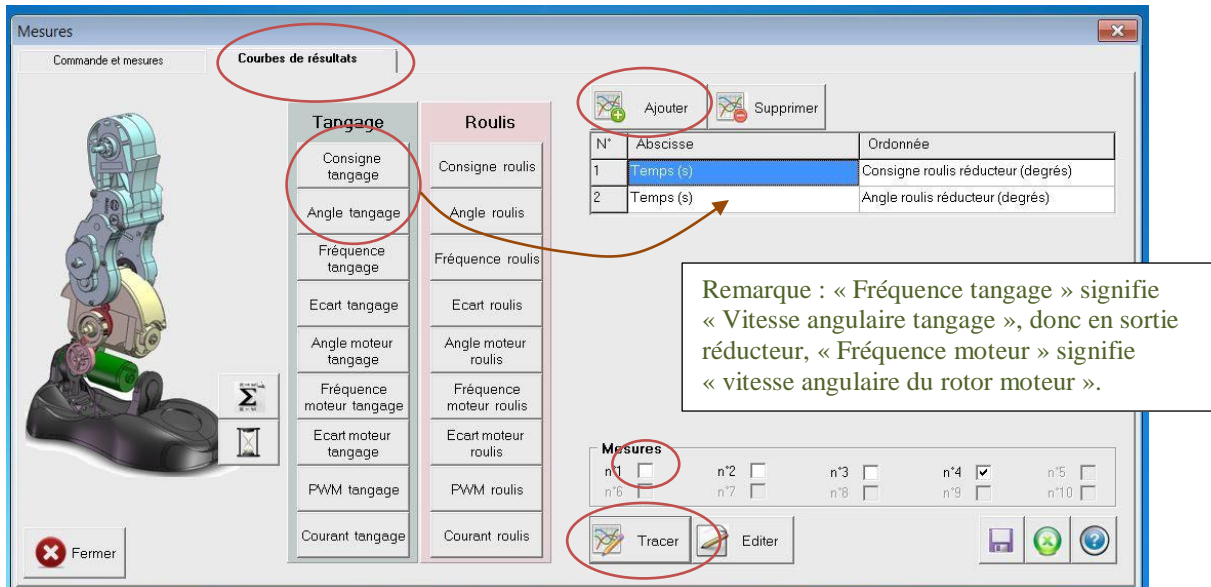 Mesures
Commande et mesures
Courbes de résultats
Tangage
Consigne
tangage
Angle tangage
Fréquence
tangage
Ecart tangage
Angle moteur
tangage
Fréquence
moteur tangage
Ecart moteur
tangage
PWM tangage
Courant tangage
Roulis
Consigne roulis
Angle roulis
Fréquence roulis
Ecart roulis
Angle moteur
roulis
Fréquence
moteur roulis
Ecart moteur
roulis
PWM roulis
Courant roulis
Ajouter
Supprimer
N° Abscisse Ordonnée
1 Temps (s) Consigne roulis réducteur (degrés)
2 Temps (s) Angle roulis réducteur (degrés)
Remarque : « Fréquence tangage » signifie
« Vitesse angulaire tangage », donc en sortie
réducteur, « Fréquence moteur » signifie
« vitesse angulaire du rotor moteur ».
Mesures
n°1 n°2 n°3 n°4 n°5
n°6 n°7 n°8 n°9 n°10
Tracer
Editer
Fermer